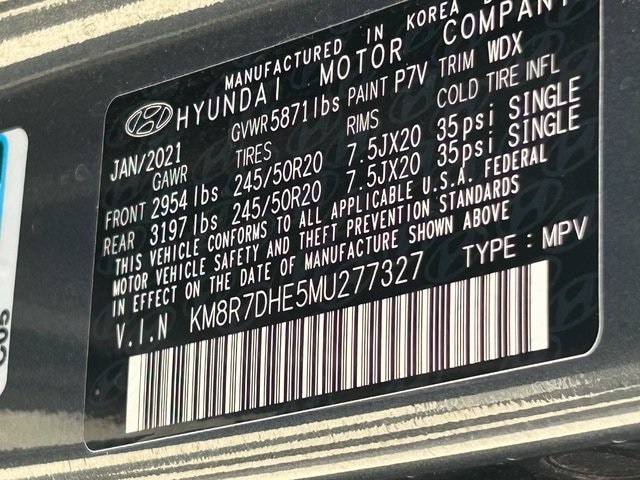 MANUFACTURED IN KOREA
HYUNDAI MOTOR COMPANY
JAN/2021 GVWR 5871lbs PAINT P7V TRIM WDX
GAWR TIRES RIMS COLD TIRE INFL
FRONT 2954 lbs 245/50R20 7.5JX20 35psi SINGLE
REAR 3197 lbs 245/50R20 7.5JX20 35psi SINGLE
THIS VEHICLE CONFORMS TO ALL APPLICABLE U.S.A. FEDERAL
MOTOR VEHICLE SAFETY AND THEFT PREVENTION STANDARDS
IN EFFECT ON THE DATE OF MANUFACTURE SHOWN ABOVE
V.I.N KM8R7DHE5MU277327 TYPE : MPV